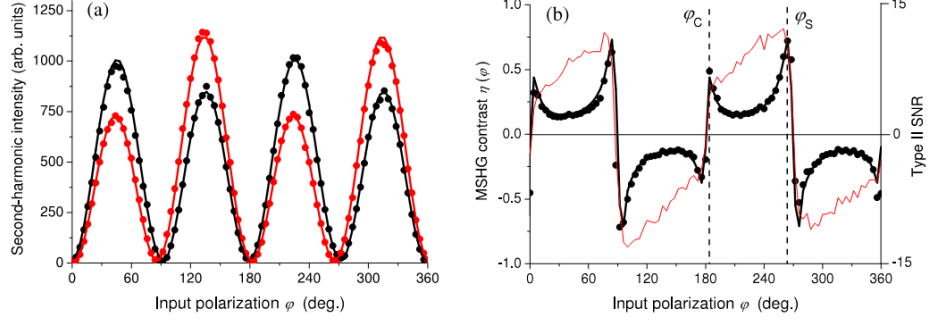 (a)
Second-harmonic intensity (arb. units)
1250
1000
750
500
250
0
0 60 120 180 240 300 360
Input polarization φ (deg.)
(b)
φC φS
MSHG contrast η (φ)
1.0
0.5
0.0
-0.5
-1.0
15
0
-15
Type II SNR
0 60 120 180 240 300 360
Input polarization φ (deg.)